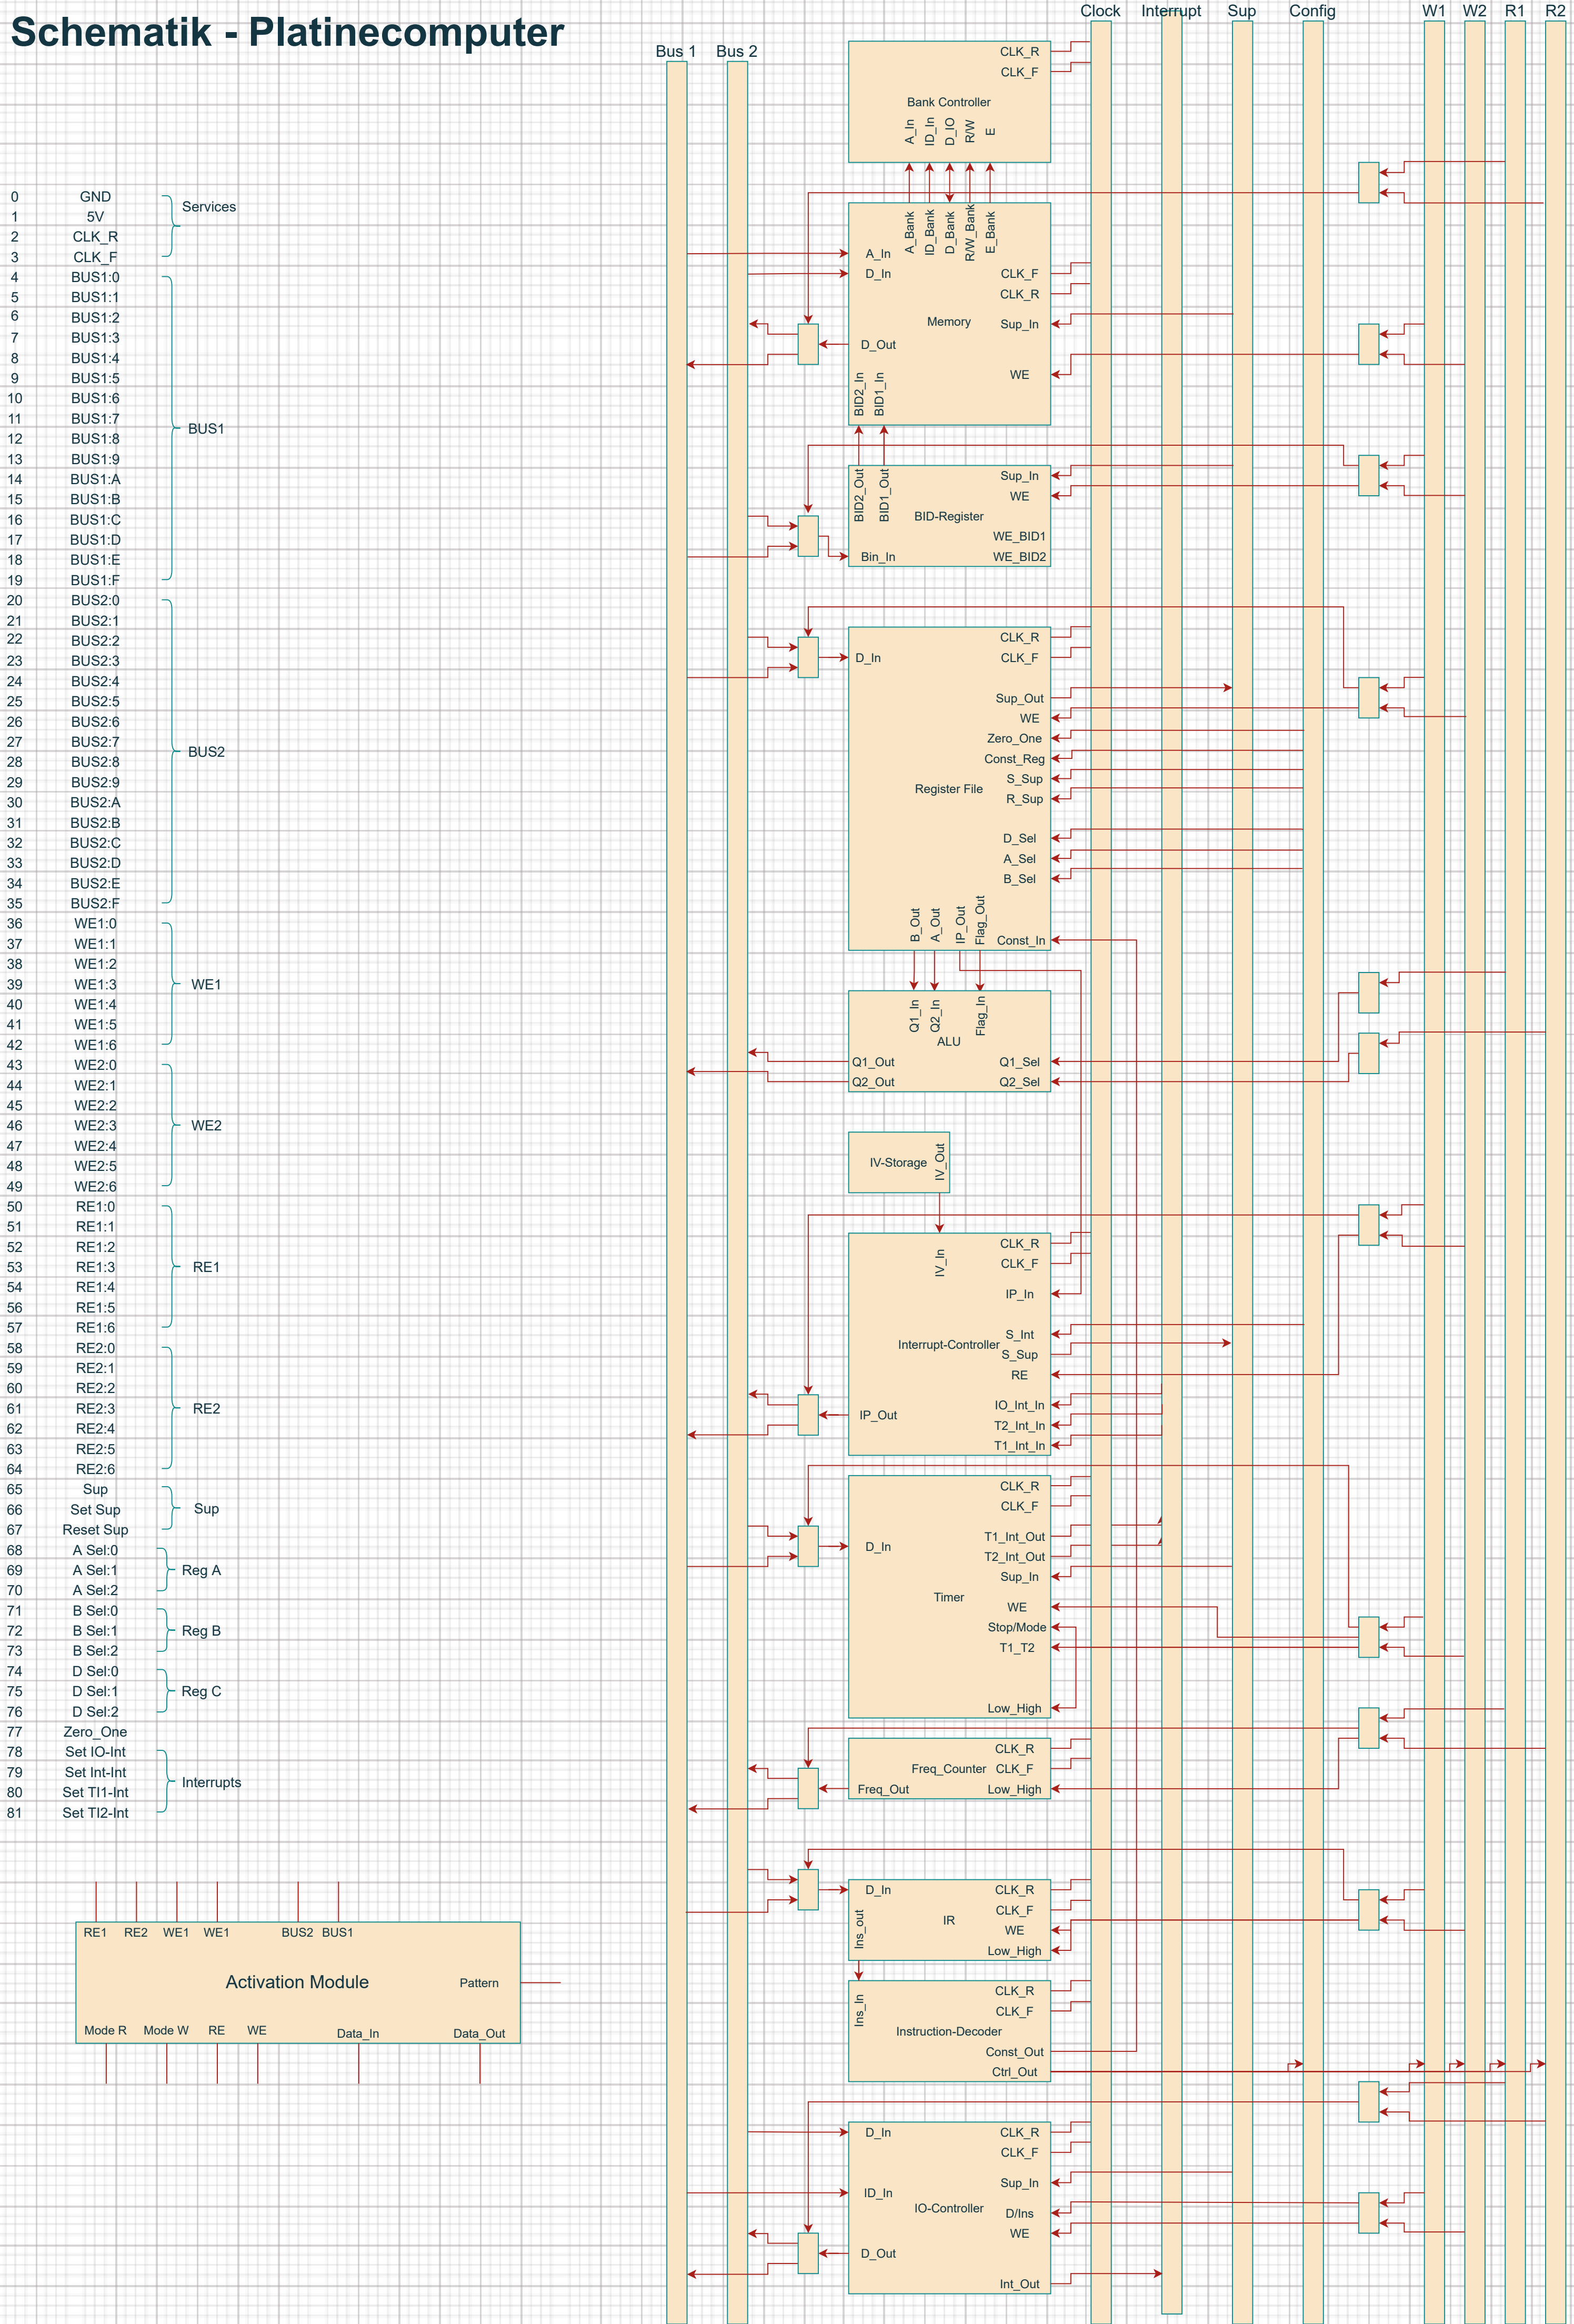 Schematik - Platinecomputer
Bus 1
Bus 2
Clock
Interrupt
Sup
Config
W1
W2
R1
R2
0 GND
1 5V
2 CLK_R
3 CLK_F
Services
4 BUS1:0
5 BUS1:1
6 BUS1:2
7 BUS1:3
8 BUS1:4
9 BUS1:5
10 BUS1:6
11 BUS1:7
12 BUS1:8
13 BUS1:9
14 BUS1:A
15 BUS1:B
16 BUS1:C
17 BUS1:D
18 BUS1:E
19 BUS1:F
BUS1
20 BUS2:0
21 BUS2:1
22 BUS2:2
23 BUS2:3
24 BUS2:4
25 BUS2:5
26 BUS2:6
27 BUS2:7
28 BUS2:8
29 BUS2:9
30 BUS2:A
31 BUS2:B
32 BUS2:C
33 BUS2:D
34 BUS2:E
35 BUS2:F
BUS2
36 WE1:0
37 WE1:1
38 WE1:2
39 WE1:3
40 WE1:4
41 WE1:5
42 WE1:6
WE1
43 WE2:0
44 WE2:1
45 WE2:2
46 WE2:3
47 WE2:4
48 WE2:5
49 WE2:6
WE2
50 RE1:0
51 RE1:1
52 RE1:2
53 RE1:3
54 RE1:4
56 RE1:5
57 RE1:6
RE1
58 RE2:0
59 RE2:1
60 RE2:2
61 RE2:3
62 RE2:4
63 RE2:5
64 RE2:6
RE2
65 Sup
66 Set Sup
67 Reset Sup
Sup
68 A Sel:0
69 A Sel:1
70 A Sel:2
Reg A
71 B Sel:0
72 B Sel:1
73 B Sel:2
Reg B
74 D Sel:0
75 D Sel:1
76 D Sel:2
Reg C
77 Zero_One
78 Set IO-Int
79 Set Int-Int
80 Set TI1-Int
81 Set TI2-Int
Interrupts
RE1 RE2 WE1 WE1 BUS2 BUS1
Activation Module
Pattern
Mode R Mode W RE WE Data_In Data_Out
CLK_R
CLK_F
Bank Controller
A_In
ID_In
D_IO
R/W
E
A_Bank
ID_Bank
D_Bank
R/W_Bank
E_Bank
A_In
D_In
CLK_F
CLK_R
Memory
Sup_In
D_Out
WE
BID2_In
BID1_In
BID2_Out
BID1_Out
Sup_In
WE
BID-Register
WE_BID1
Bin_In
WE_BID2
CLK_R
D_In
CLK_F
Sup_Out
WE
Zero_One
Const_Reg
S_Sup
Register File
R_Sup
D_Sel
A_Sel
B_Sel
B_Out
A_Out
IP_Out
Flag_Out
Const_In
Q1_In
Q2_In
Flag_In
ALU
Q1_Out
Q1_Sel
Q2_Out
Q2_Sel
IV-Storage
IV_Out
IV_In
CLK_R
CLK_F
IP_In
S_Int
Interrupt-Controller
S_Sup
RE
IO_Int_In
IP_Out
T2_Int_In
T1_Int_In
CLK_R
CLK_F
T1_Int_Out
D_In
T2_Int_Out
Sup_In
Timer
WE
Stop/Mode
T1_T2
Low_High
CLK_R
Freq_Counter
CLK_F
Freq_Out
Low_High
D_In
CLK_R
CLK_F
Ins_out
IR
WE
Low_High
Ins_In
CLK_R
CLK_F
Instruction-Decoder
Const_Out
Ctrl_Out
D_In
CLK_R
CLK_F
Sup_In
ID_In
IO-Controller
D/Ins
WE
D_Out
Int_Out